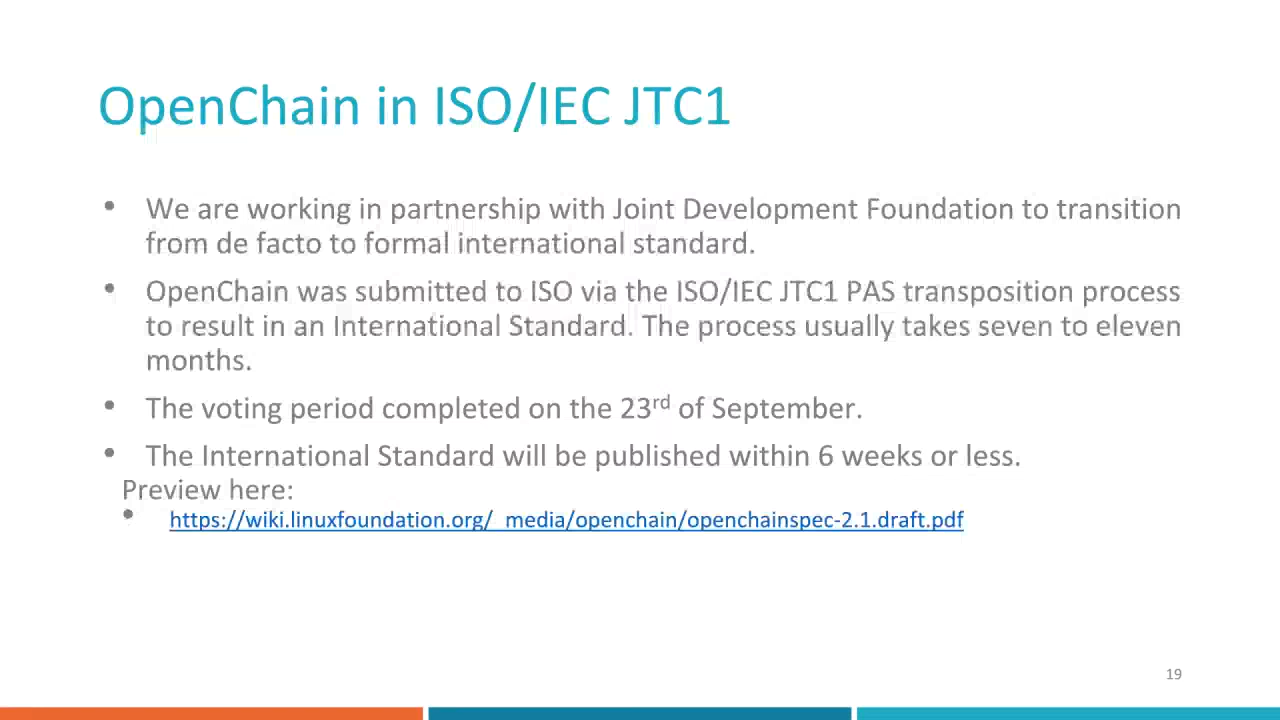 OpenChain in ISO/IEC JTC1
• We are working in partnership with Joint Development Foundation to transition
from de facto to formal international standard.
• OpenChain was submitted to ISO via the ISO/IEC JTC1 PAS transposition process
to result in an International Standard. The process usually takes seven to eleven
months.
• The voting period completed on the 23rd of September.
• The International Standard will be published within 6 weeks or less.
Preview here:
• https://wiki.linuxfoundation.org/_media/openchain/openchainspec-2.1.draft.pdf
19